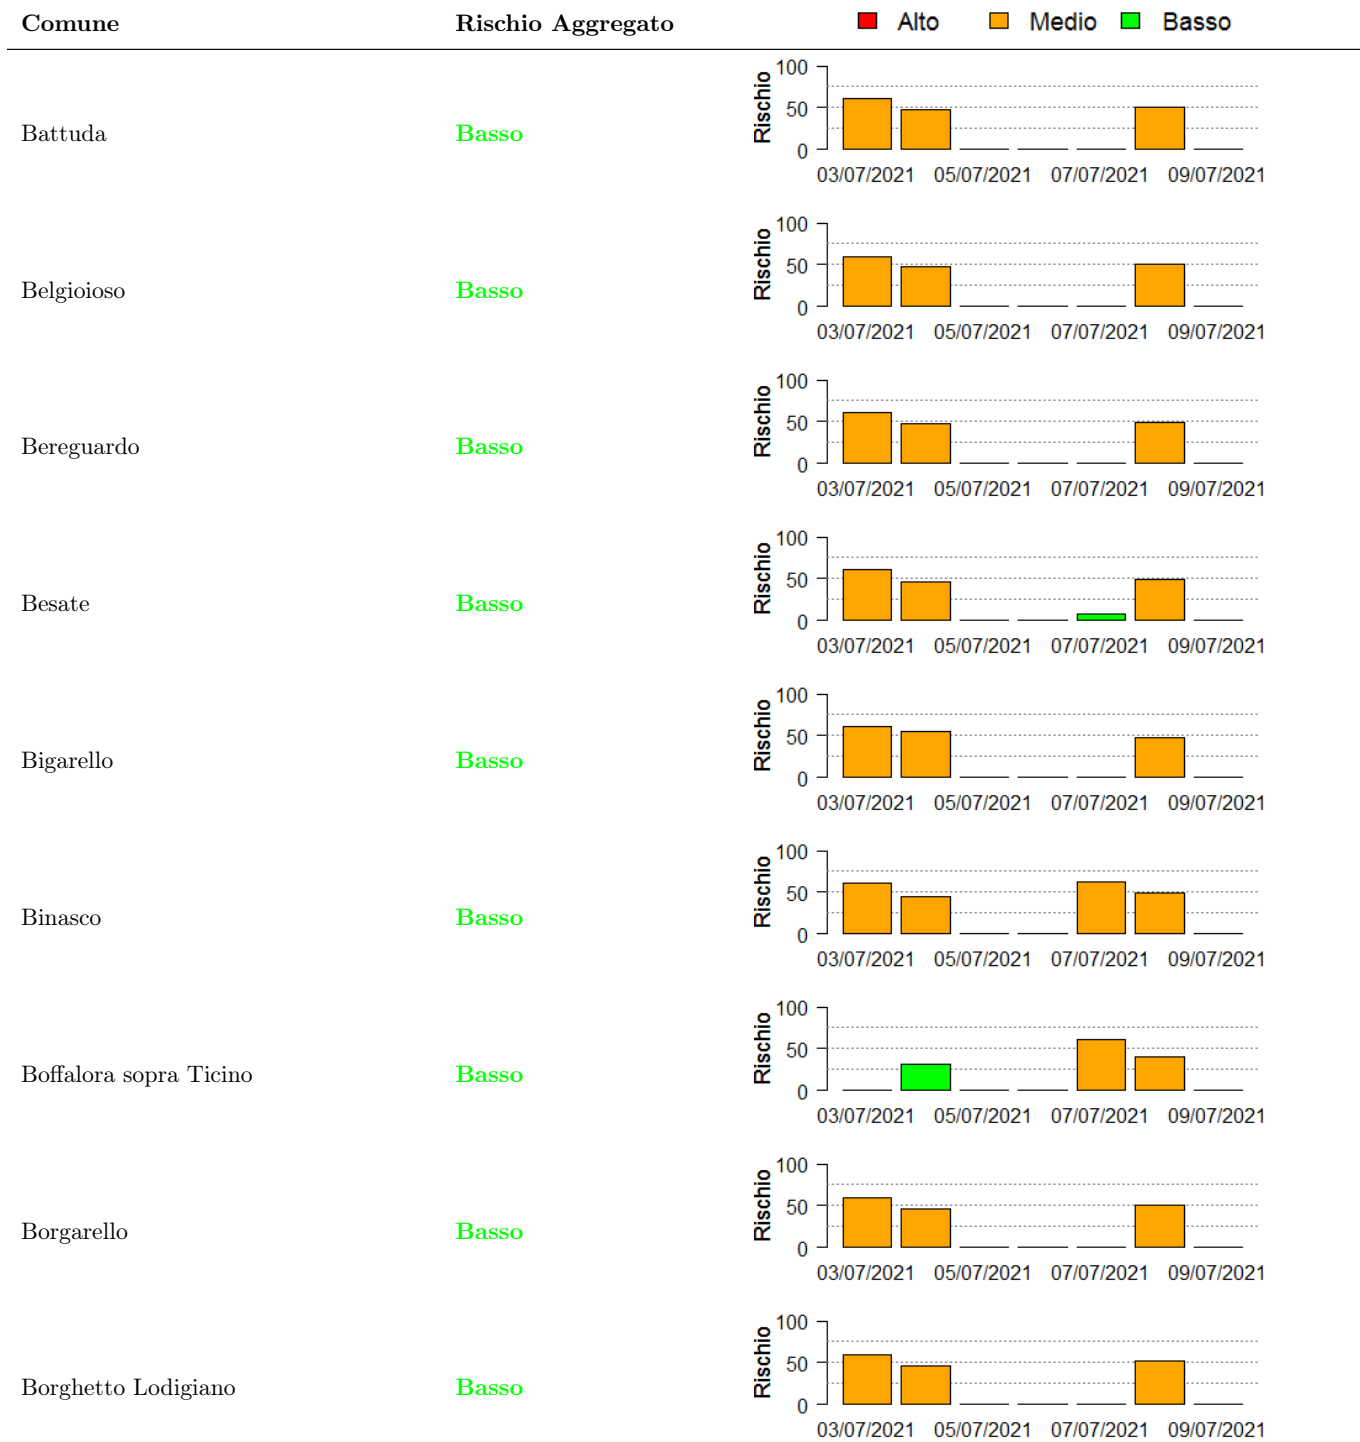 Comune Rischio Aggregato Alto Medio Basso
100
50
0
Rischio
Battuda Basso
03/07/2021 05/07/2021 07/07/2021 09/07/2021
100
50
0
Rischio
Belgioioso Basso
03/07/2021 05/07/2021 07/07/2021 09/07/2021
100
50
0
Rischio
Bereguardo Basso
03/07/2021 05/07/2021 07/07/2021 09/07/2021
100
50
0
Rischio
Besate Basso
03/07/2021 05/07/2021 07/07/2021 09/07/2021
100
50
0
Rischio
Bigarello Basso
03/07/2021 05/07/2021 07/07/2021 09/07/2021
100
50
0
Rischio
Binasco Basso
03/07/2021 05/07/2021 07/07/2021 09/07/2021
100
50
0
Rischio
Boffalora sopra Ticino Basso
03/07/2021 05/07/2021 07/07/2021 09/07/2021
100
50
0
Rischio
Borgarello Basso
03/07/2021 05/07/2021 07/07/2021 09/07/2021
100
50
0
Rischio
Borghetto Lodigiano Basso
03/07/2021 05/07/2021 07/07/2021 09/07/2021